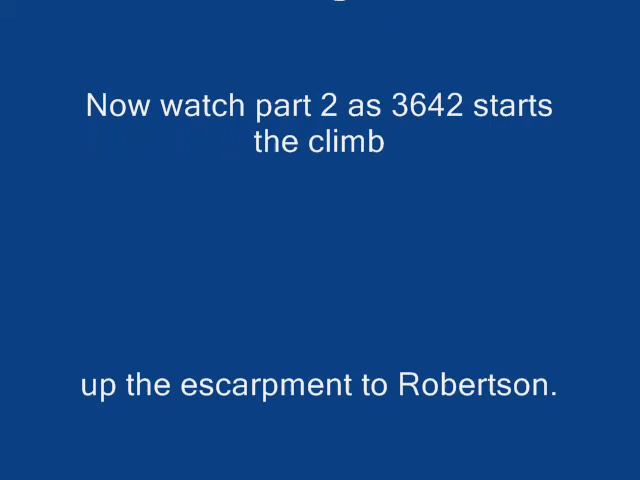 Now watch part 2 as 3642 starts
the climb
up the escarpment to Robertson.